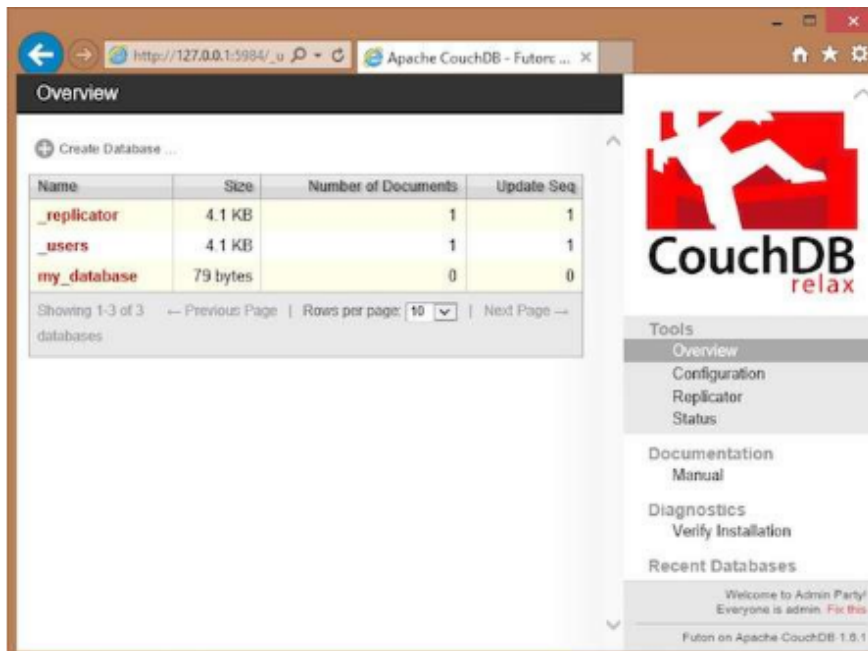 http://127.0.0.1:5984/_u
Apache CouchDB - Futon: ...
Overview
Create Database ...
Name Size Number of Documents Update Seq
_replicator 4.1 KB 1 1
_users 4.1 KB 1 1
my_database 79 bytes 0 0
Showing 1-3 of 3 databases ← Previous Page | Rows per page: 10 | Next Page →
CouchDB
relax
Tools
Overview
Configuration
Replicator
Status
Documentation
Manual
Diagnostics
Verify Installation
Recent Databases
Welcome to Admin Party!
Everyone is admin. Fix this
Futon on Apache CouchDB 1.6.1